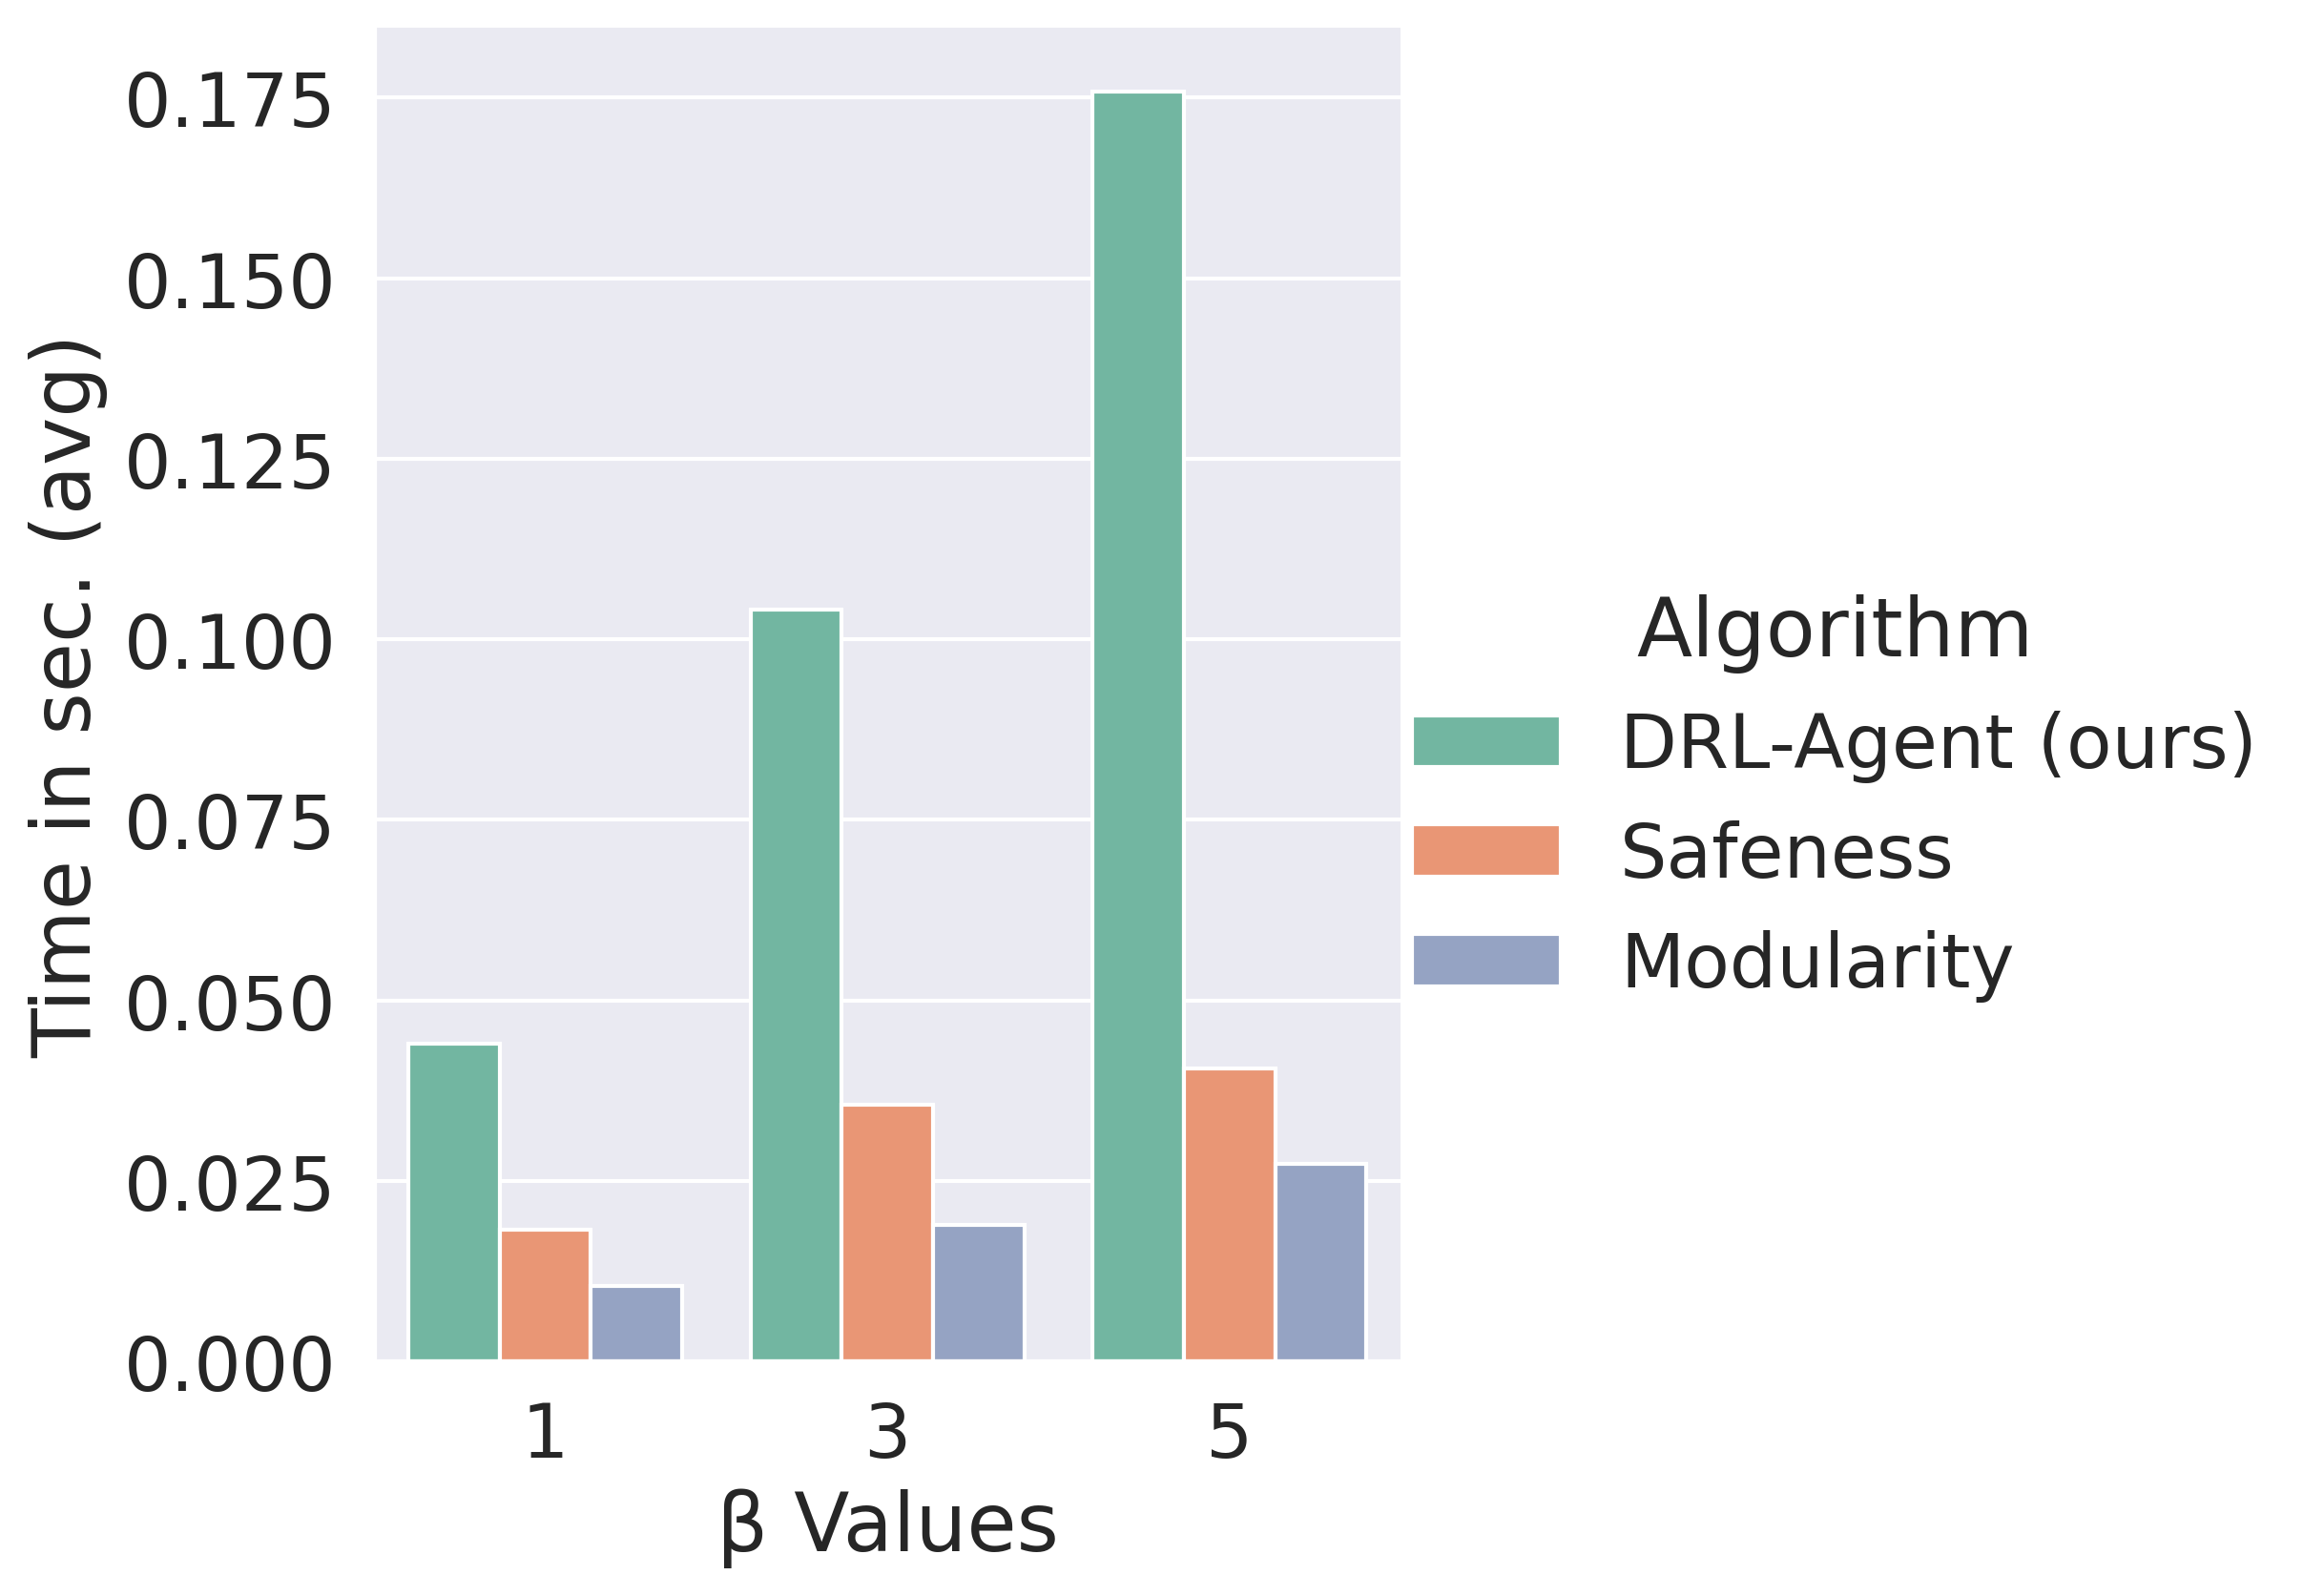 Time in sec. (avg)
0.175
0.150
0.125
0.100
0.075
0.050
0.025
0.000
1 3 5
β Values
Algorithm
DRL-Agent (ours)
Safeness
Modularity